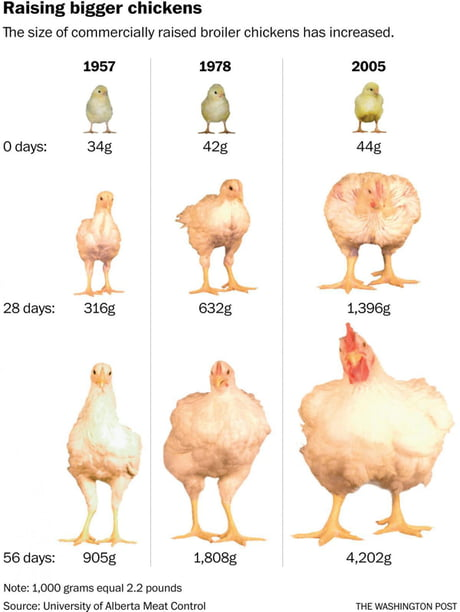 Raising bigger chickens
The size of commercially raised broiler chickens has increased.
1957 1978 2005
0 days: 34g 42g 44g
28 days: 316g 632g 1,396g
56 days: 905g 1,808g 4,202g
Note: 1,000 grams equal 2.2 pounds
Source: University of Alberta Meat Control THE WASHINGTON POST